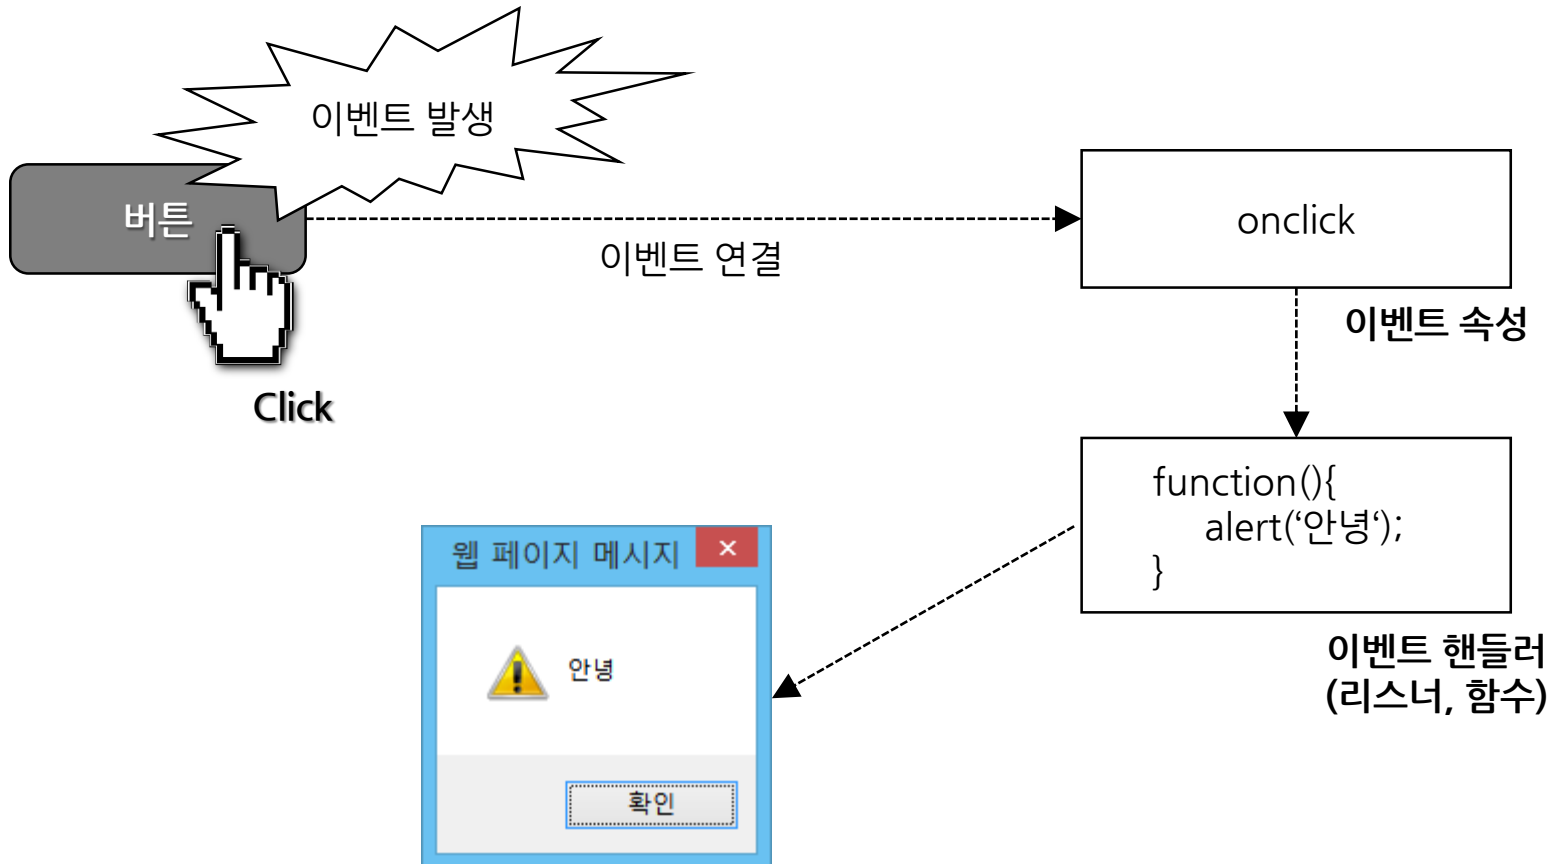 이벤트 발생
버튼
onclick
이벤트 연결
이벤트 속성
Click
function(){
alert(‘안녕‘);
}
웹 페이지 메시지
안녕
확인
이벤트 핸들러
(리스너, 함수)